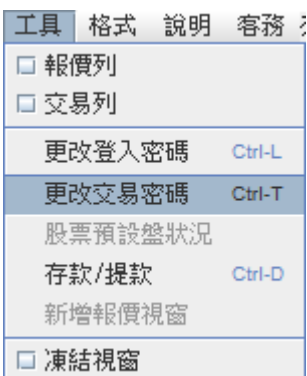 工具 格式 說明 客務
報價列
交易列
更改登入密碼 Ctrl-L
更改交易密碼 Ctrl-T
股票預設盤狀況
存款/提款 Ctrl-D
新增報價視窗
凍結視窗